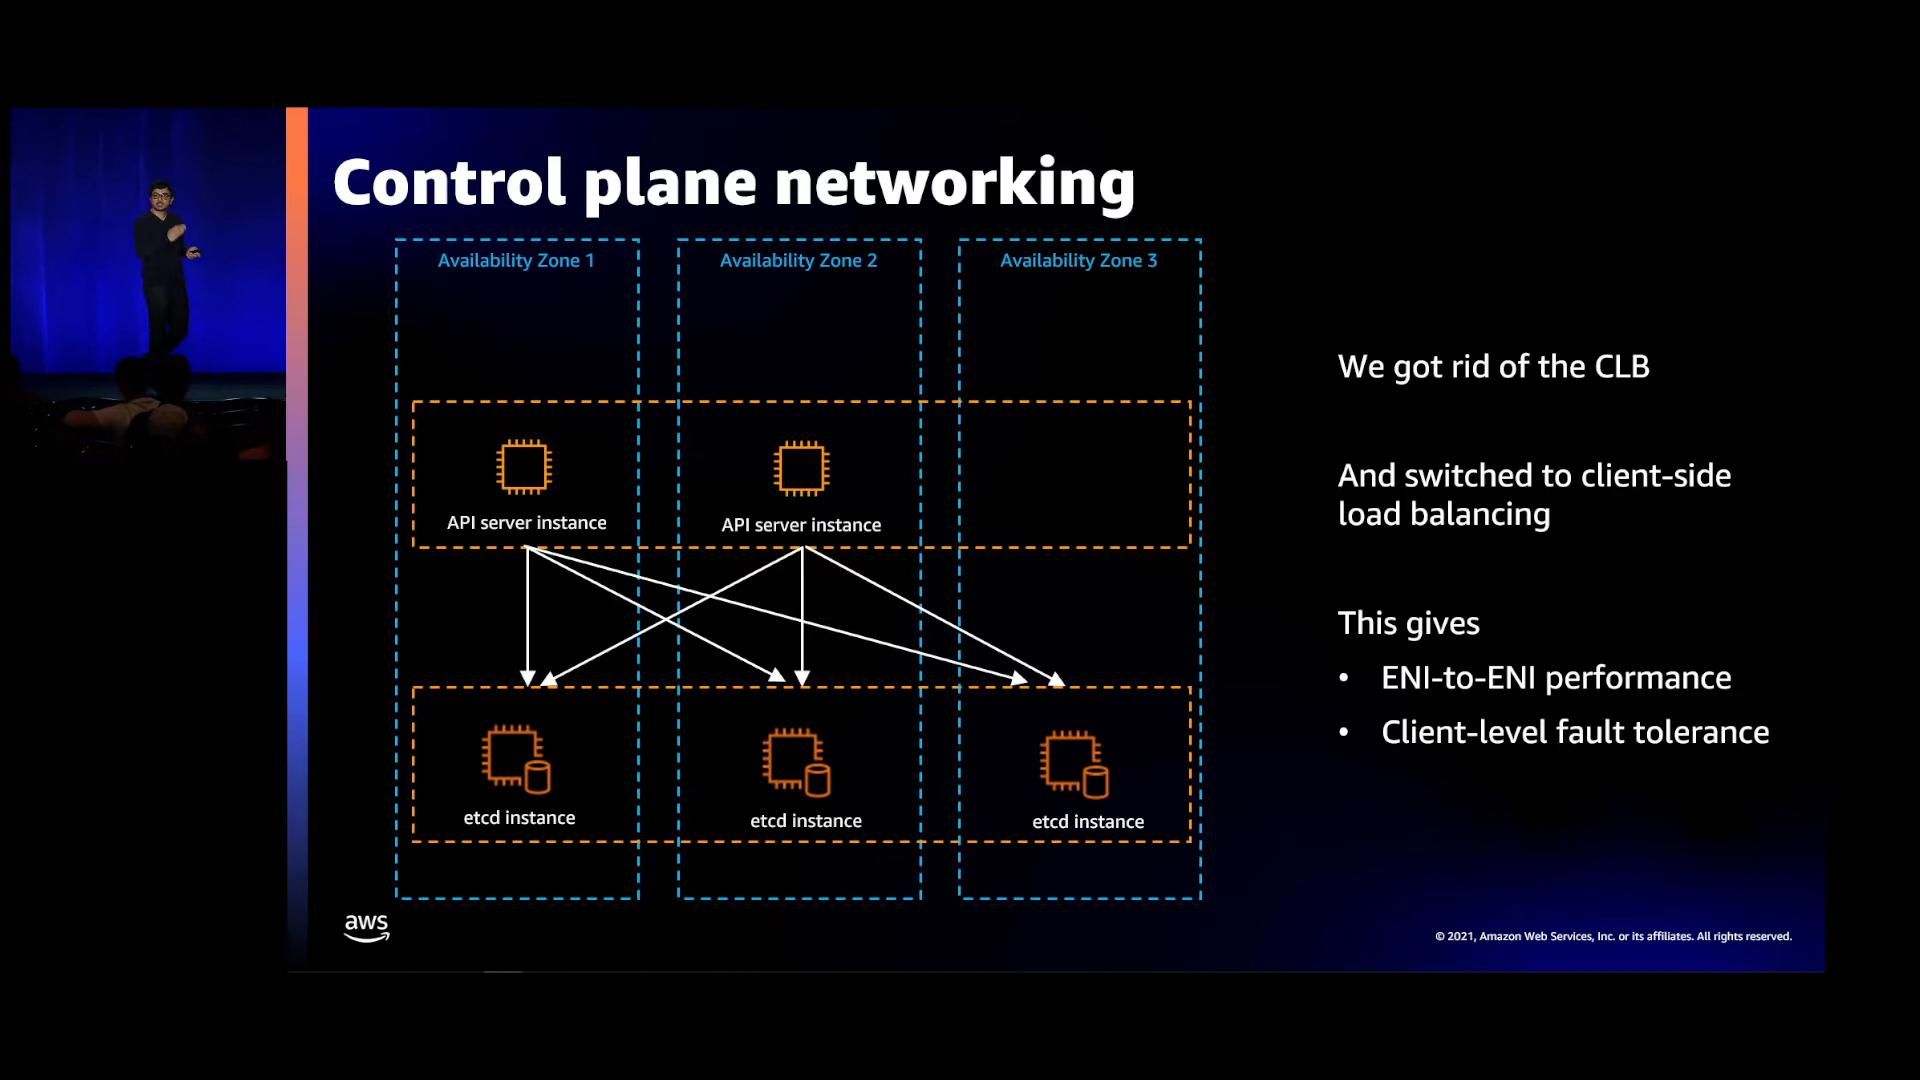 Control plane networking
Availability Zone 1
Availability Zone 2
Availability Zone 3
API server instance
API server instance
etcd instance
etcd instance
etcd instance
We got rid of the CLB
And switched to client-side
load balancing
This gives
• ENI-to-ENI performance
• Client-level fault tolerance
aws
© 2021, Amazon Web Services, Inc. or its affiliates. All rights reserved.